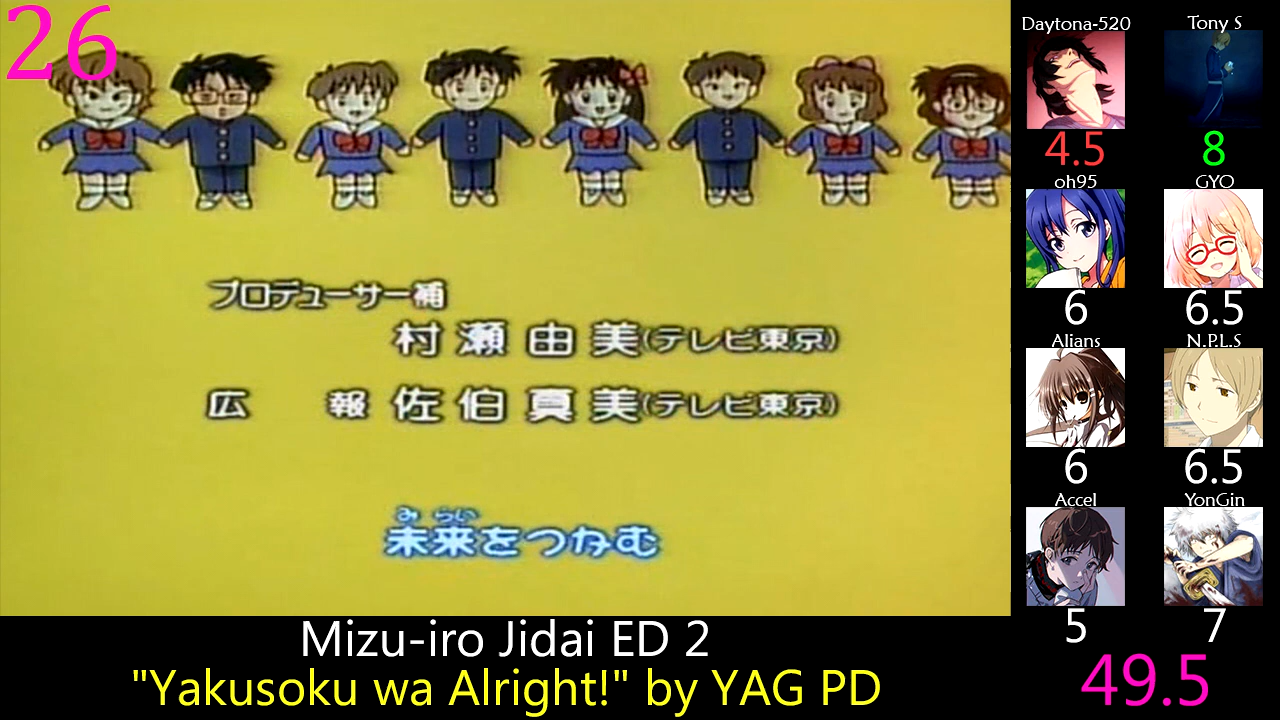 26
プロデューサー補
村瀬由美(テレビ東京)
広 報 佐伯真美(テレビ東京)
み らい
未来をつなむ
Mizu-iro Jidai ED 2
"Yakusoku wa Alright!" by YAG PD
Daytona-520
Tony S
4.5
8
oh95
GYO
6
6.5
Alians
N.P.L.S
6
6.5
Accel
YonGin
5
7
49.5